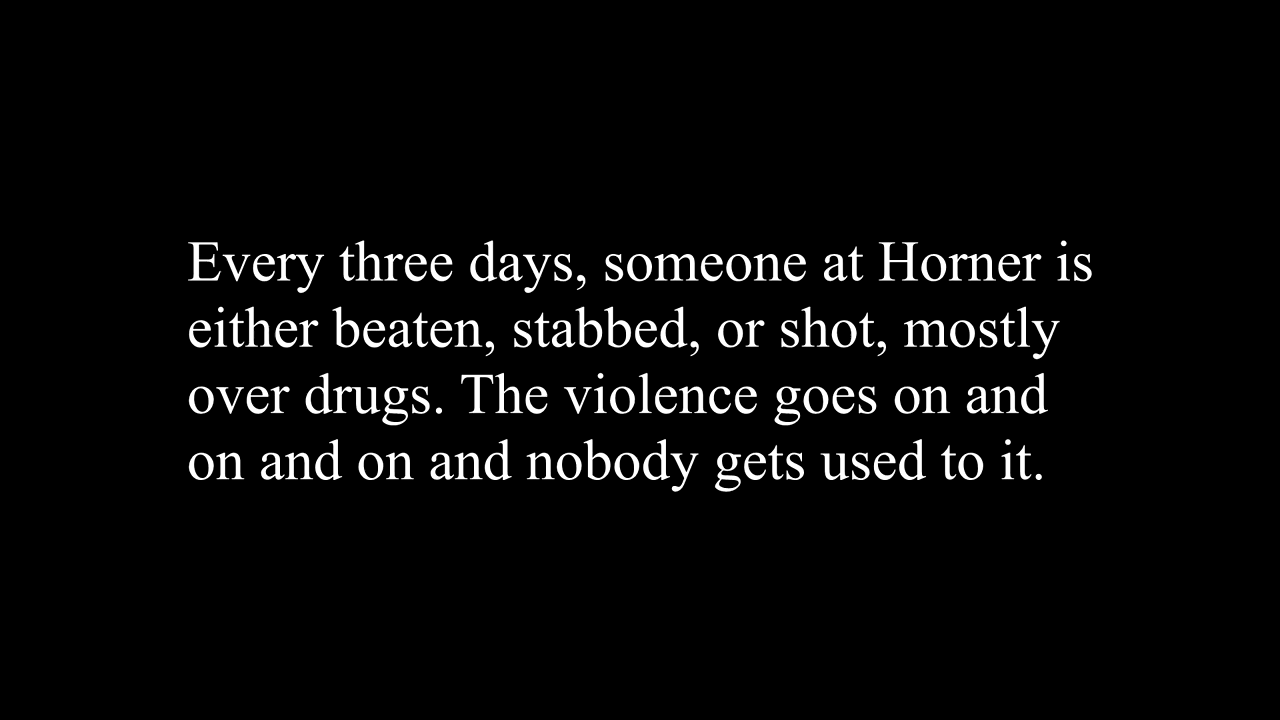 Every three days, someone at Horner is
either beaten, stabbed, or shot, mostly
over drugs. The violence goes on and
on and on and nobody gets used to it.